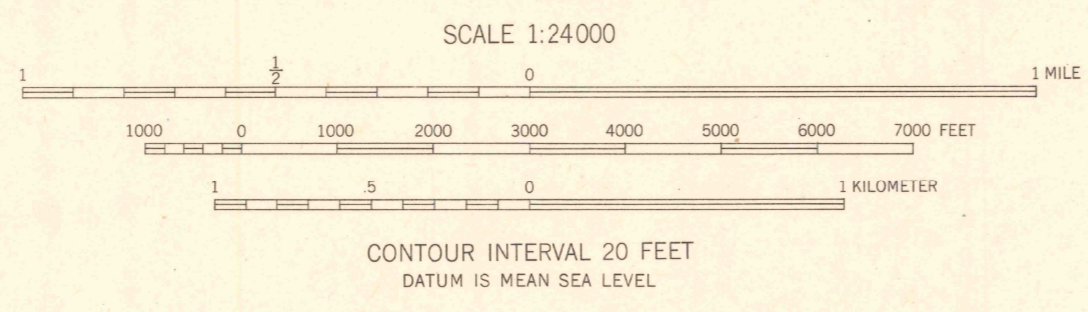 SCALE 1:24000
1 1/2 0 1 MILE
1000 0 1000 2000 3000 4000 5000 6000 7000 FEET
1 .5 0 1 KILOMETER
CONTOUR INTERVAL 20 FEET
DATUM IS MEAN SEA LEVEL